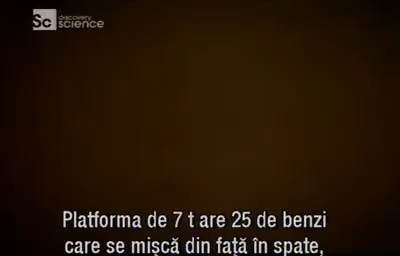 Sc discovery
science
Platforma de 7 t are 25 de benzi
care se mişcă din faţă în spate,